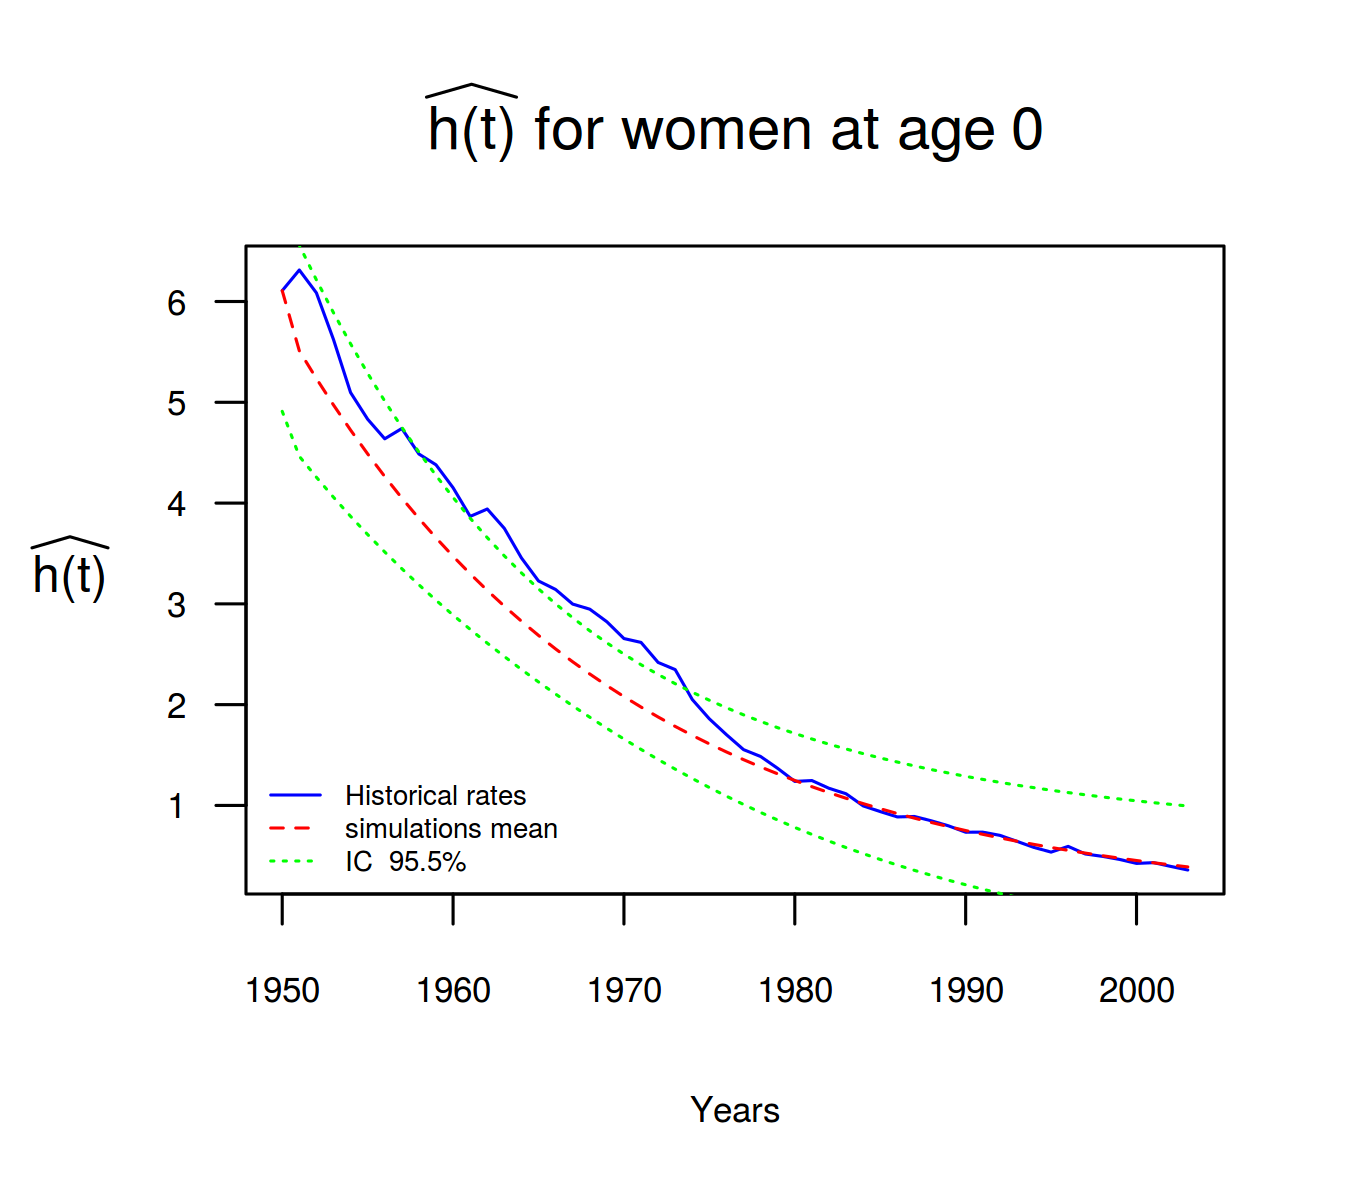 h(t) for women at age 0
h(t)
6
5
4
3
2
1
Historical rates
simulations mean
IC 95.5%
1950 1960 1970 1980 1990 2000
Years